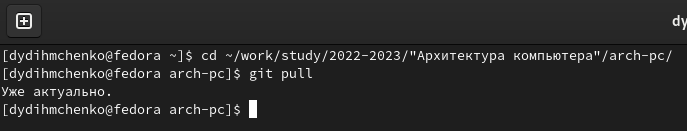 dy
[dydihmchenko@fedora ~]$ cd ~/work/study/2022-2023/"Архитектура компьютера"/arch-pc/
[dydihmchenko@fedora arch-pc]$ git pull
Уже актуально.
[dydihmchenko@fedora arch-pc]$